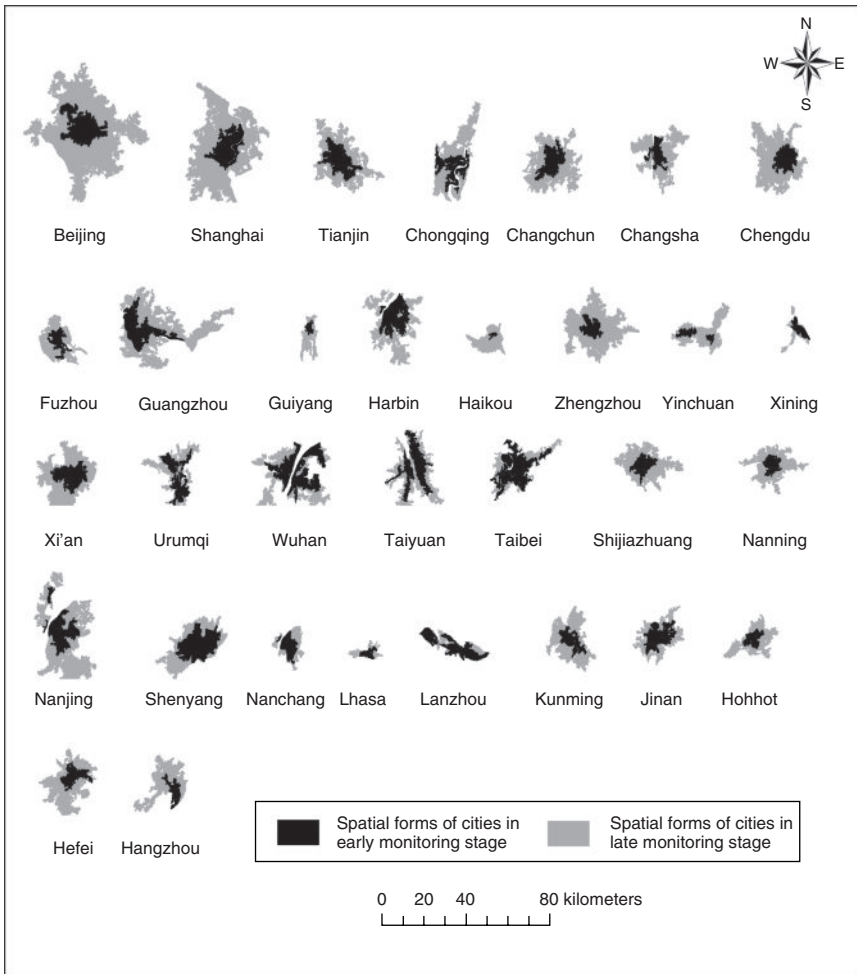 N
W E
S
Beijing Shanghai Tianjin Chongqing Changchun Changsha Chengdu
Fuzhou Guangzhou Guiyang Harbin Haikou Zhengzhou Yinchuan Xining
Xi'an Urumqi Wuhan Taiyuan Taibei Shijiazhuang Nanning
Nanjing Shenyang Nanchang Lhasa Lanzhou Kunming Jinan Hohhot
Hefei Hangzhou
Spatial forms of cities in
early monitoring stage
Spatial forms of cities in
late monitoring stage
0 20 40 80 kilometers